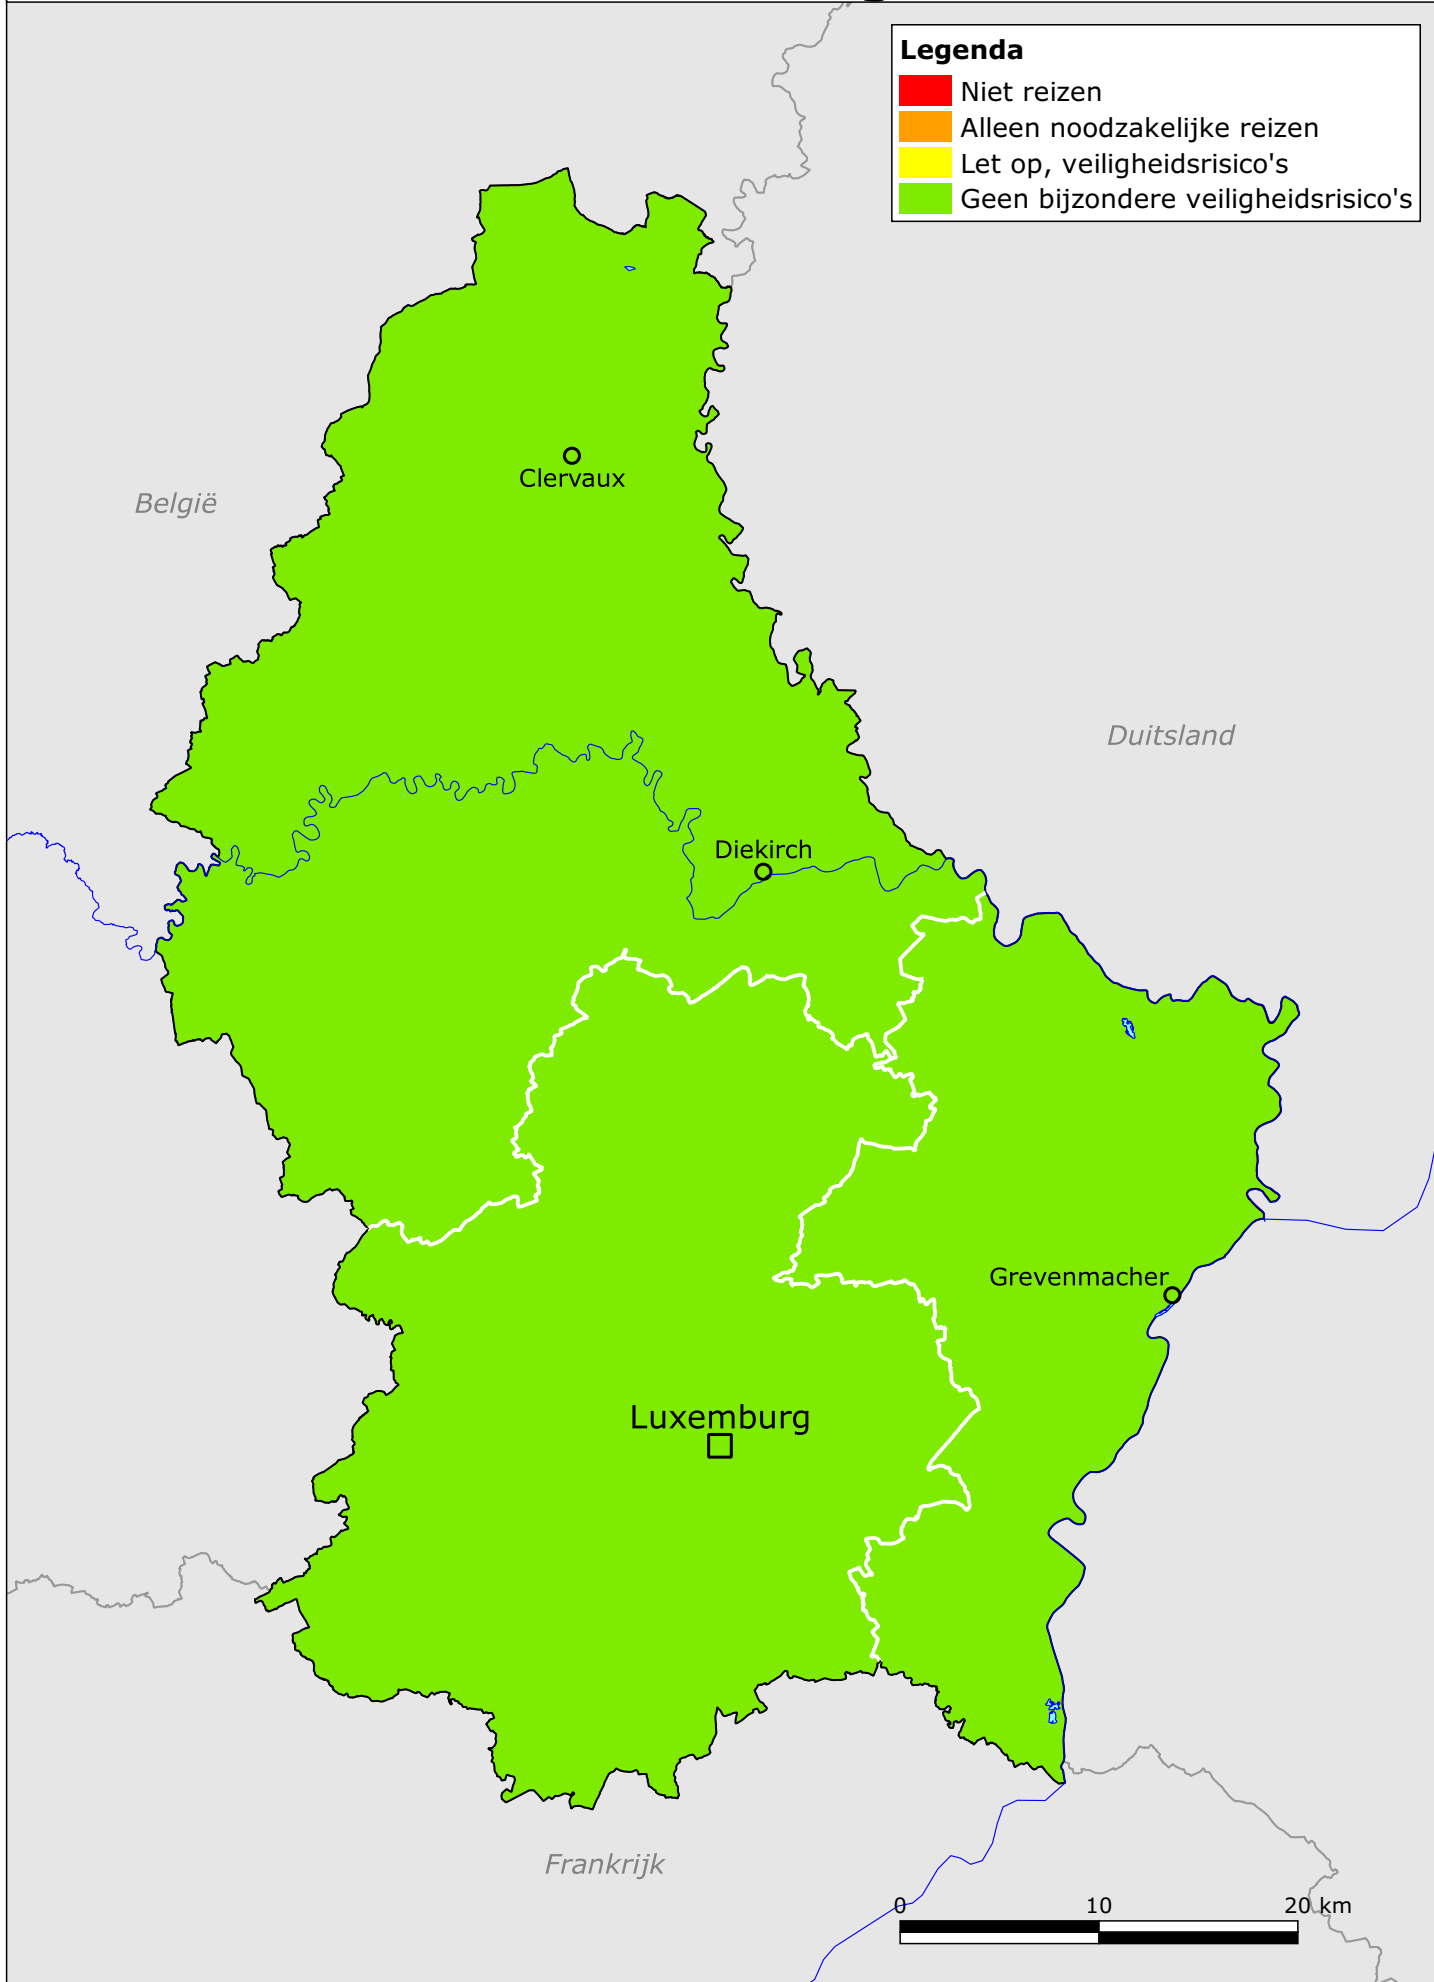 Legenda
Niet reizen
Alleen noodzakelijke reizen
Let op, veiligheidsrisico's
Geen bijzondere veiligheidsrisico's
Clervaux
België
Duitsland
Diekirch
Grevenmacher
Luxemburg
Frankrijk
0 10 20 km